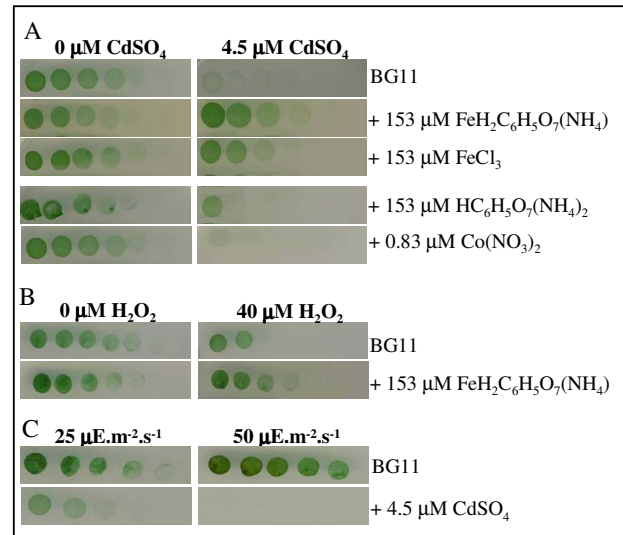 A
0 µM CdSO₄ 4.5 µM CdSO₄
BG11
+ 153 µM FeH₂C₆H₅O₇(NH₄)
+ 153 µM FeCl₃
+ 153 µM HC₆H₅O₇(NH₄)₂
+ 0.83 µM Co(NO₃)₂
B
0 µM H₂O₂ 40 µM H₂O₂
BG11
+ 153 µM FeH₂C₆H₅O₇(NH₄)
C
25 µE.m⁻².s⁻¹ 50 µE.m⁻².s⁻¹
BG11
+ 4.5 µM CdSO₄